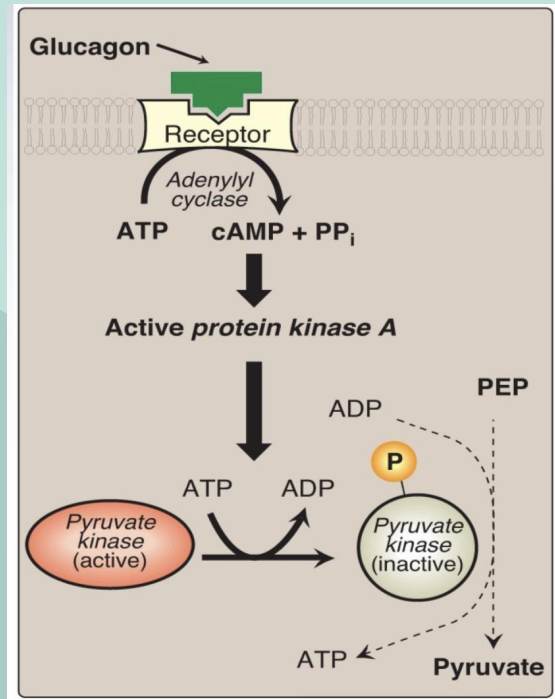 Glucagon
Receptor
Adenylyl
cyclase
ATP
cAMP + PPi
Active protein kinase A
PEP
ADP
P
ATP
ADP
Pyruvate
kinase
(active)
Pyruvate
kinase
(inactive)
ATP
Pyruvate